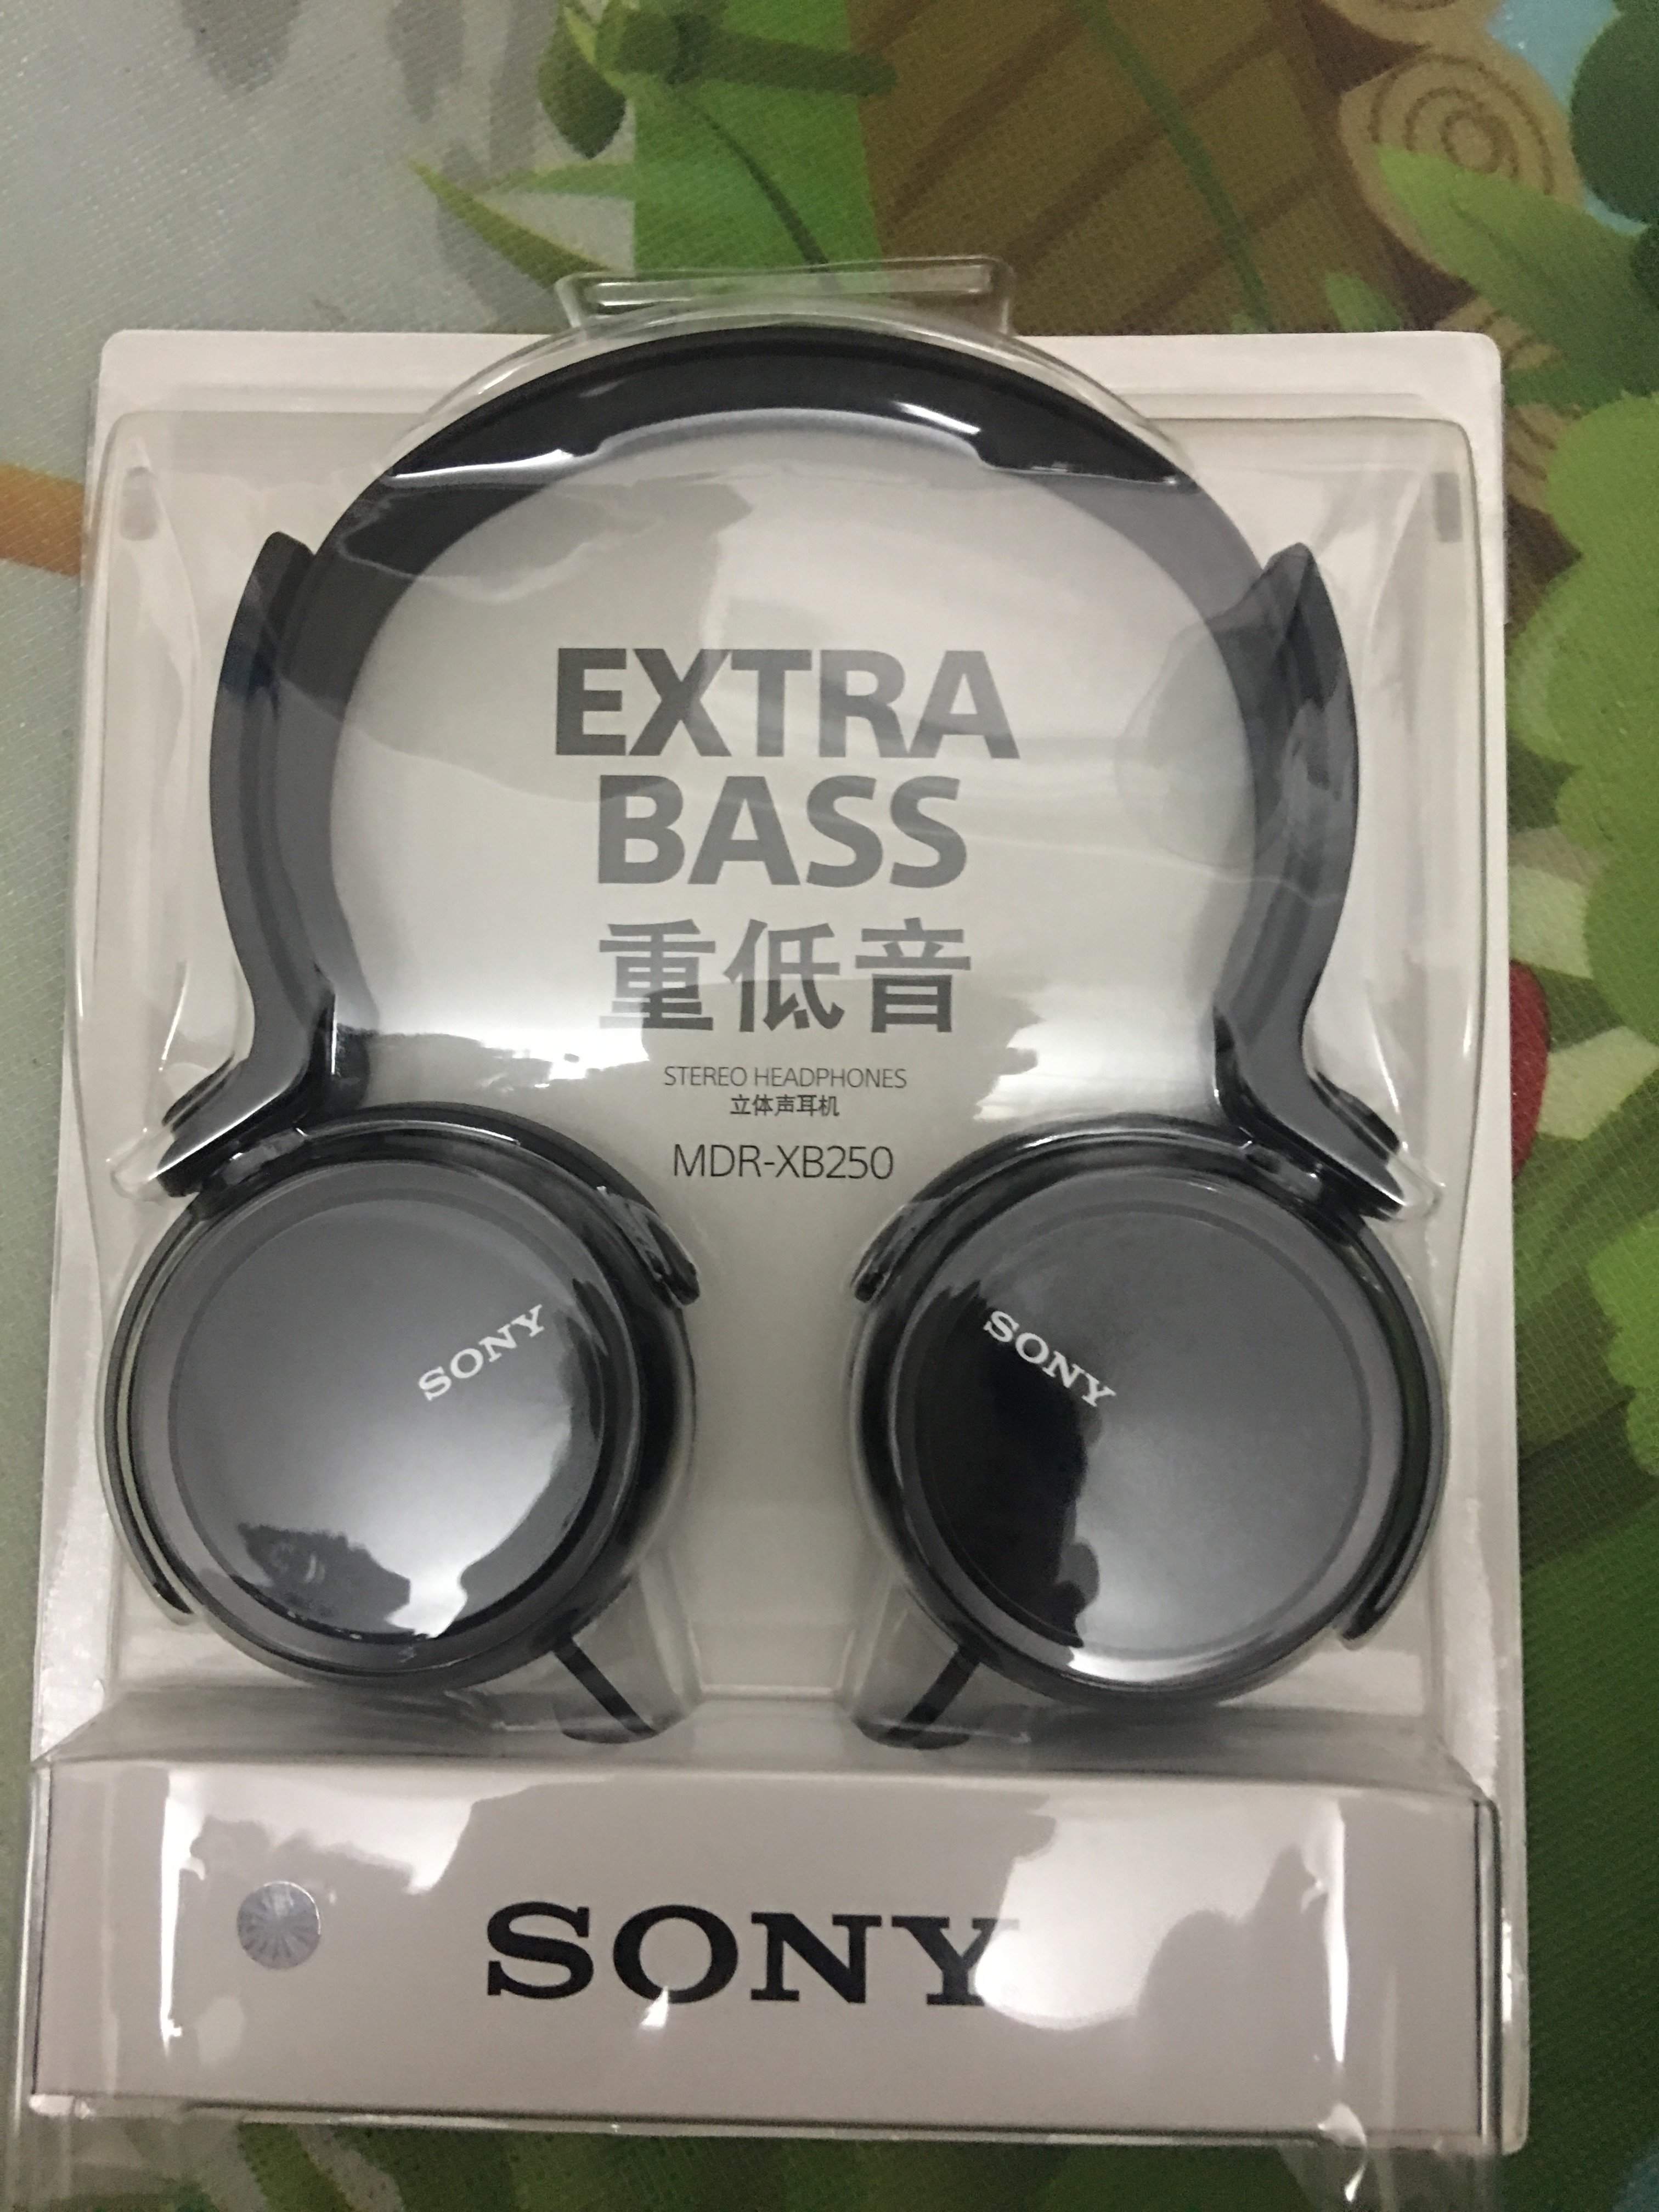 EXTRA
BASS
重低音
STEREO HEADPHONES
立体声耳机
MDR-XB250
SONY
SONY
SONY